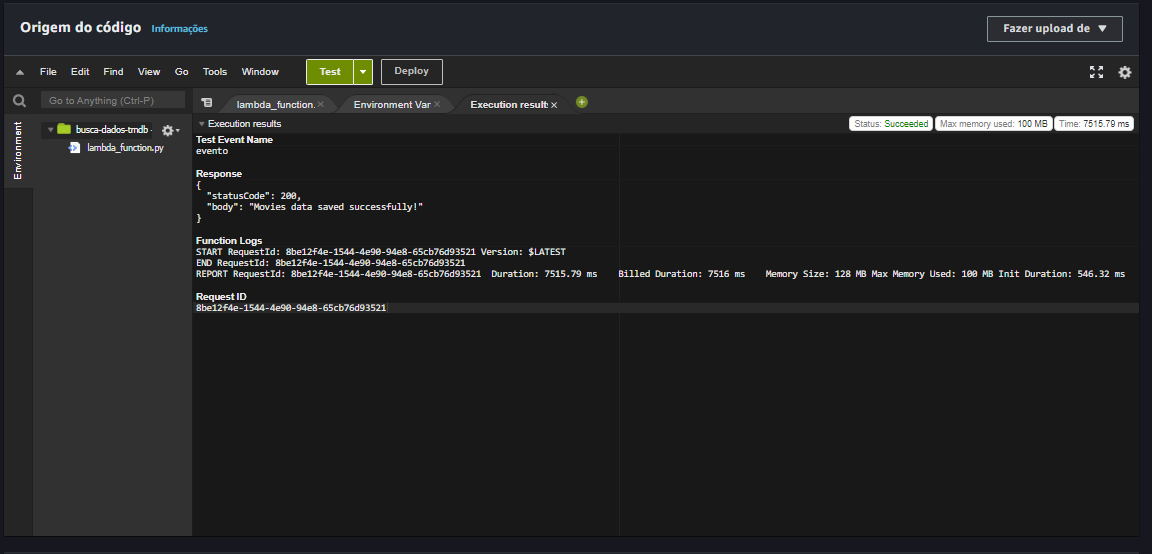 Origem do código Informações
Fazer upload de
File Edit Find View Go Tools Window Test Deploy
Go to Anything (Ctrl-P)
lambda_function. Environment Var Execution results
Environment
busca-dados-tmdb -
lambda_function.py
Execution results
Status: Succeeded Max memory used: 100 MB Time: 7515.79 ms
Test Event Name
evento
Response
{
"statusCode": 200,
"body": "Movies data saved successfully!"
}
Function Logs
START RequestId: 8be12f4e-1544-4e90-94e8-65cb76d93521 Version: $LATEST
END RequestId: 8be12f4e-1544-4e90-94e8-65cb76d93521
REPORT RequestId: 8be12f4e-1544-4e90-94e8-65cb76d93521 Duration: 7515.79 ms Billed Duration: 7516 ms Memory Size: 128 MB Max Memory Used: 100 MB Init Duration: 546.32 ms
Request ID
8be12f4e-1544-4e90-94e8-65cb76d93521